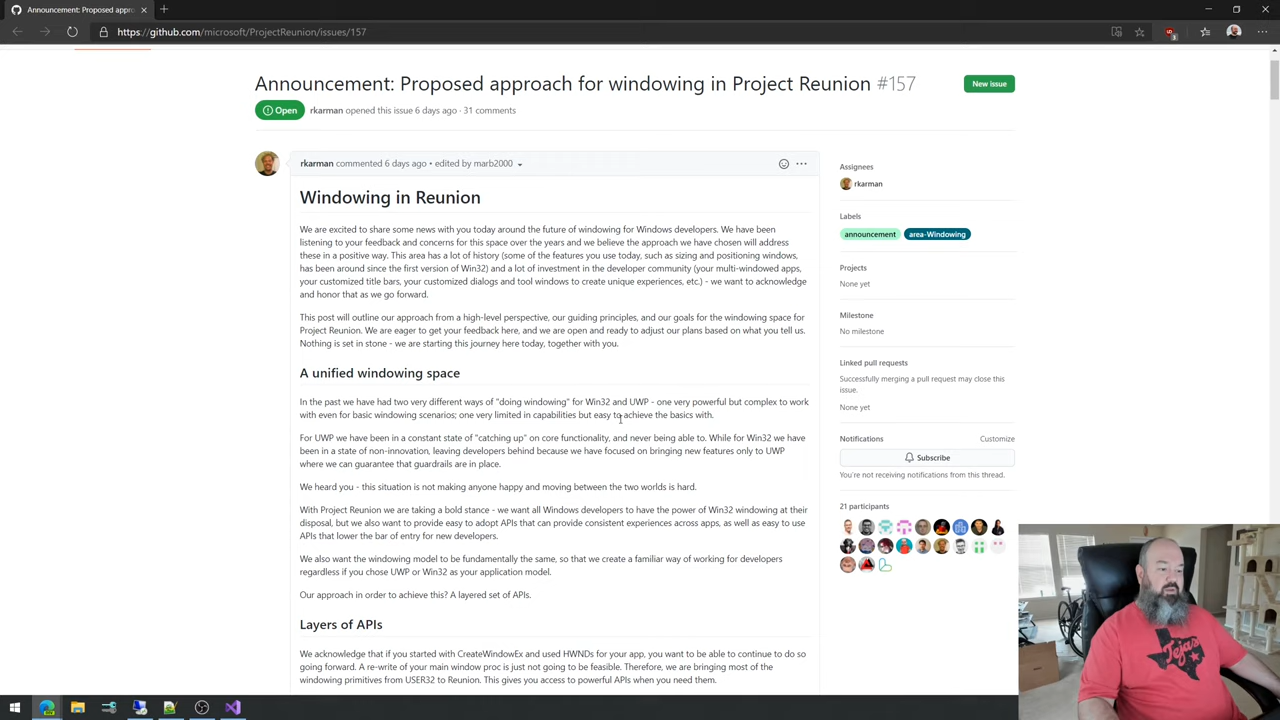 Announcement: Proposed appro
https://github.com/microsoft/ProjectReunion/issues/157
Announcement: Proposed approach for windowing in Project Reunion #157
New issue
Open
rkarman opened this issue 6 days ago · 31 comments
rkarman commented 6 days ago • edited by marb2000
Windowing in Reunion
We are excited to share some news with you today around the future of windowing for Windows developers. We have been
listening to your feedback and concerns for this space over the years and we believe the approach we have chosen will address
these in a positive way. This area has a lot of history (some of the features you use today, such as sizing and positioning windows,
has been around since the first version of Win32) and a lot of investment in the developer community (your multi-windowed apps,
your customized title bars, your customized dialogs and tool windows to create unique experiences, etc.) - we want to acknowledge
and honor that as we go forward.
This post will outline our approach from a high-level perspective, our guiding principles, and our goals for the windowing space for
Project Reunion. We are eager to get your feedback here, and we are open and ready to adjust our plans based on what you tell us.
Nothing is set in stone - we are starting this journey here today, together with you.
A unified windowing space
In the past we have had two very different ways of "doing windowing" for Win32 and UWP - one very powerful but complex to work
with even for basic windowing scenarios; one very limited in capabilities but easy to achieve the basics with.
For UWP we have been in a constant state of "catching up" on core functionality, and never being able to. While for Win32 we have
been in a state of non-innovation, leaving developers behind because we have focused on bringing new features only to UWP
where we can guarantee that guardrails are in place.
We heard you - this situation is not making anyone happy and moving between the two worlds is hard.
With Project Reunion we are taking a bold stance - we want all Windows developers to have the power of Win32 windowing at their
disposal, but we also want to provide easy to adopt APIs that can provide consistent experiences across apps, as well as easy to use
APIs that lower the bar of entry for new developers.
We also want the windowing model to be fundamentally the same, so that we create a familiar way of working for developers
regardless if you chose UWP or Win32 as your application model.
Our approach in order to achieve this? A layered set of APIs.
Layers of APIs
We acknowledge that if you started with CreateWindowEx and used HWNDs for your app, you want to be able to continue to do so
going forward. A re-write of your main window proc is just not going to be feasible. Therefore, we are bringing most of the
windowing primitives from USER32 to Reunion. This gives you access to powerful APIs when you need them.
Assignees
rkarman
Labels
announcement area-Windowing
Projects
None yet
Milestone
No milestone
Linked pull requests
Successfully merging a pull request may close this
issue.
None yet
Notifications
Customize
Subscribe
You're not receiving notifications from this thread.
21 participants